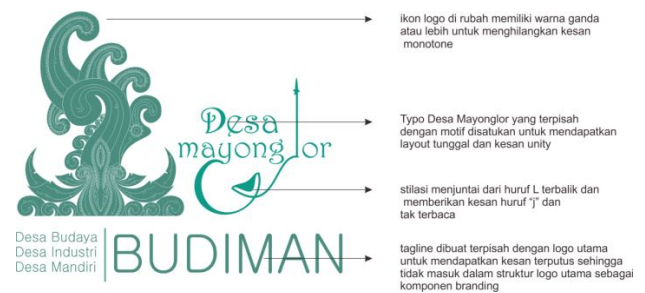 ikon logo di rubah memiliki warna ganda
atau lebih untuk menghilangkan kesan
monotone
Desa
mayonglor
Typo Desa Mayonglor yang terpisah
dengan motif disatukan untuk mendapatkan
layout tunggal dan kesan unity
stilasi menjuntai dari huruf L terbalik dan
memberikan kesan huruf “j” dan
tak terbaca
Desa Budaya
Desa Industri
Desa Mandiri
BUDIMAN
tagline dibuat terpisah dengan logo utama
untuk mendapatkan kesan terputus sehingga
tidak masuk dalam struktur logo utama sebagai
komponen branding